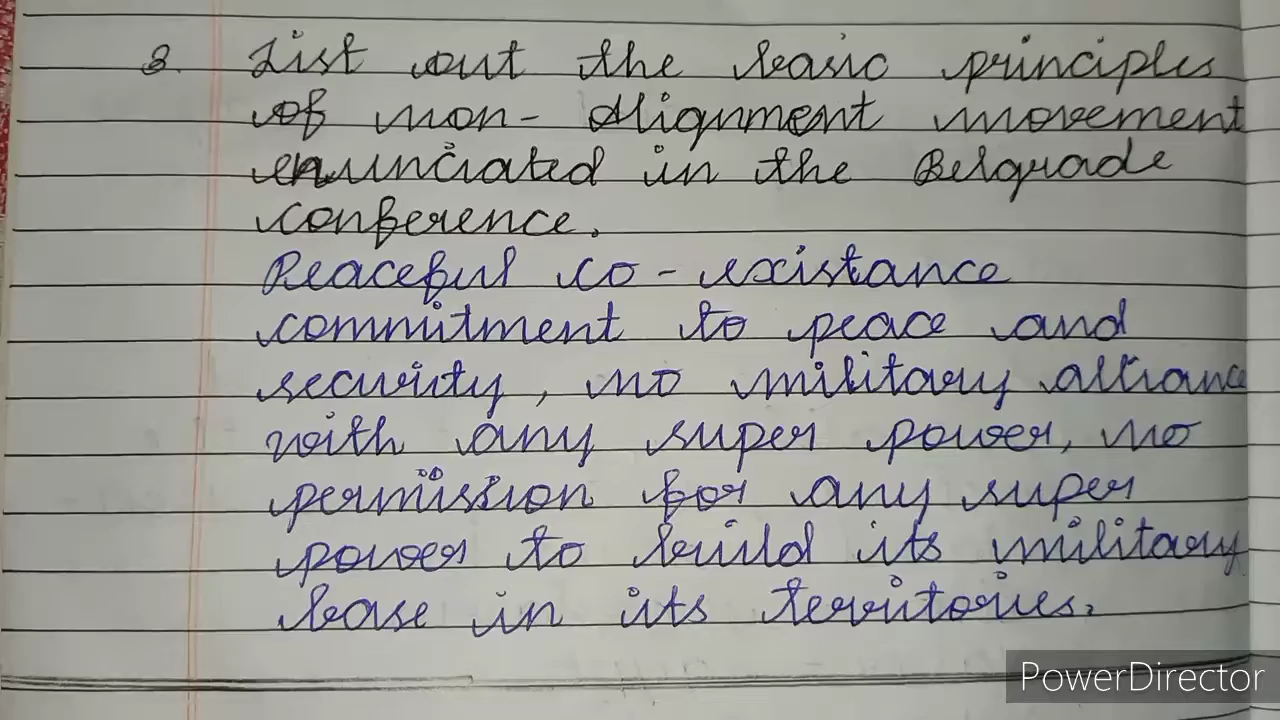 3. List out the basic principles
of non-Alignment movement
enunciated in the Belgrade
conference.
Peaceful co-existance
commitment to peace and
security, no military alliance
with any super power, no
permission for any super
power to build its military
base in its territories.
PowerDirector